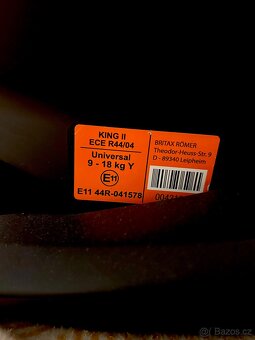 KING II
ECE R44/04
Universal
9 - 18 kg Y
E11
E11 44R-041578
BRITAX RÖMER
Theodor-Heuss-Str. 9
D - 89340 Leipheim
Bazos.cz